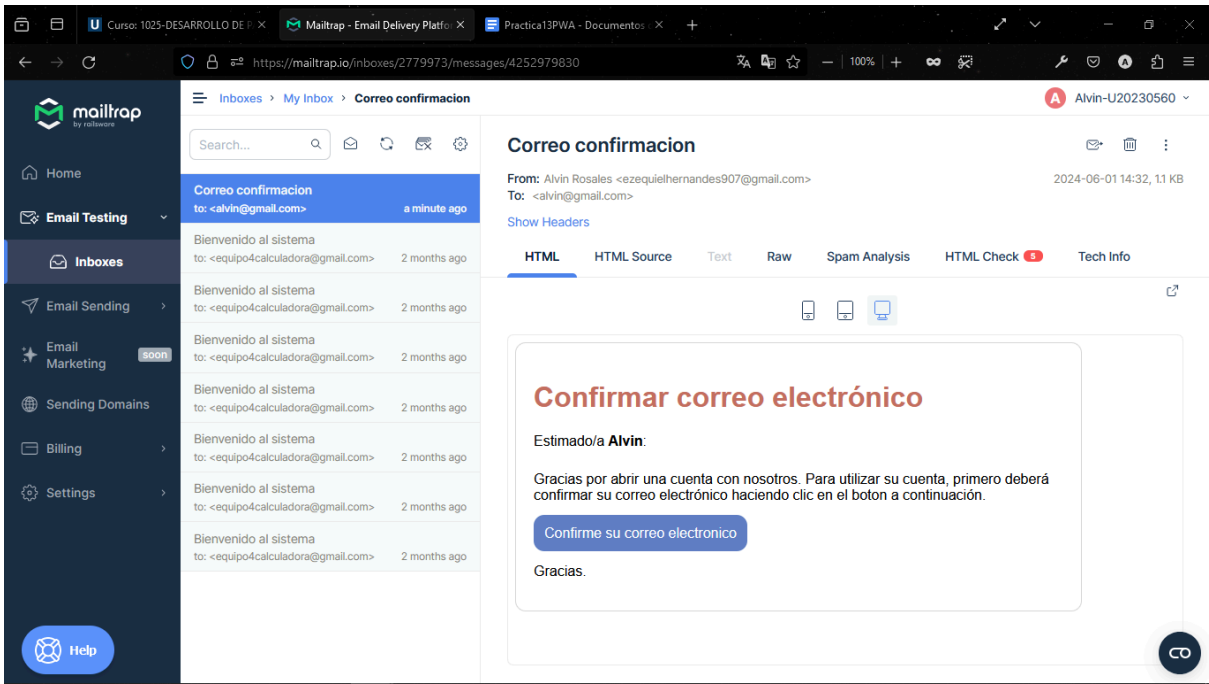 Curso: 1025-DESARROLLO DE P
Mailtrap - Email Delivery Platfo
Practica13PWA - Documentos
https://mailtrap.io/inboxes/2779973/messages/4252979830
100%
mailtrap
by railsware
Home
Email Testing
Inboxes
Email Sending
Email Marketing
soon
Sending Domains
Billing
Settings
Help
Inboxes > My Inbox > Correo confirmacion
A Alvin-U20230560
Search...
Correo confirmacion
to: <alvin@gmail.com> a minute ago
Bienvenido al sistema
to: <equipo4calculadora@gmail.com> 2 months ago
Bienvenido al sistema
to: <equipo4calculadora@gmail.com> 2 months ago
Bienvenido al sistema
to: <equipo4calculadora@gmail.com> 2 months ago
Bienvenido al sistema
to: <equipo4calculadora@gmail.com> 2 months ago
Bienvenido al sistema
to: <equipo4calculadora@gmail.com> 2 months ago
Bienvenido al sistema
to: <equipo4calculadora@gmail.com> 2 months ago
Bienvenido al sistema
to: <equipo4calculadora@gmail.com> 2 months ago
Correo confirmacion
From: Alvin Rosales <ezequielhernandes907@gmail.com> 2024-06-01 14:32, 1.1 KB
To: <alvin@gmail.com>
Show Headers
HTML HTML Source Text Raw Spam Analysis HTML Check 5 Tech Info
Confirmar correo electrónico
Estimado/a Alvin:
Gracias por abrir una cuenta con nosotros. Para utilizar su cuenta, primero deberá
confirmar su correo electrónico haciendo clic en el boton a continuación.
Confirme su correo electronico
Gracias.